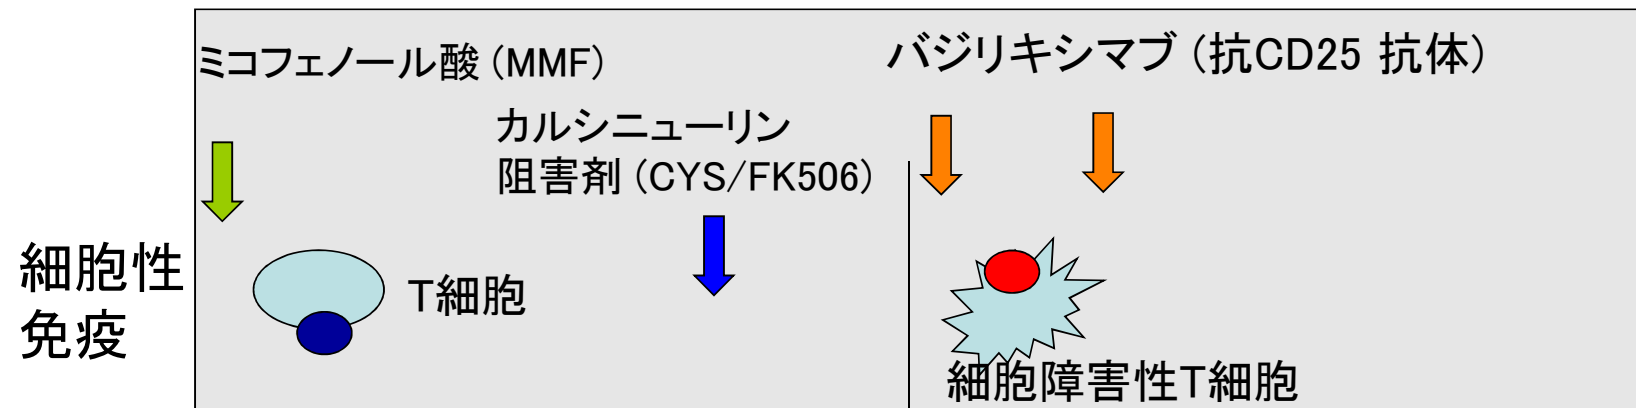 ミコフェノール酸 (MMF)
バジリキシマブ (抗CD25 抗体)
カルシニューリン
阻害剤 (CYS/FK506)
細胞性
免疫
T細胞
細胞障害性T細胞